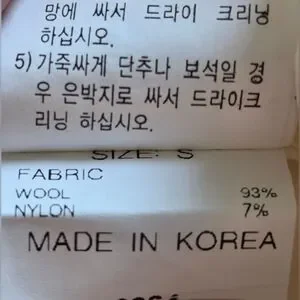 망에 싸서 드라이 크리닝
하십시오.
5) 가죽싸게 단추나 보석일 경
우 은박지로 싸서 드라이크
리닝 하십시오.
SIZE: S
FABRIC
WOOL 93%
NYLON 7%
MADE IN KOREA